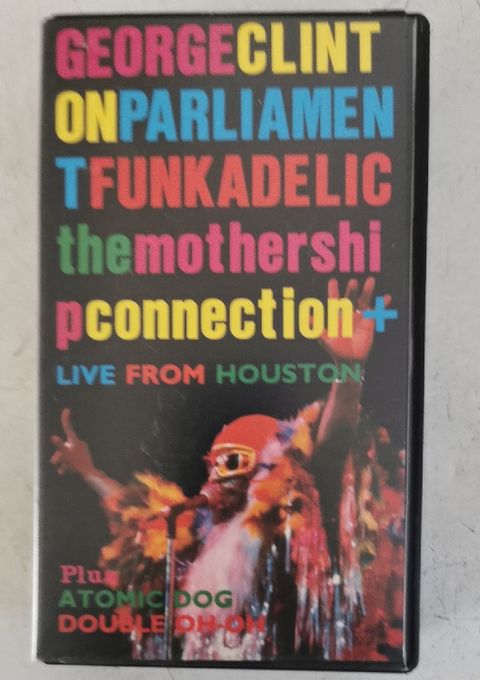 GEORGECLINT
ONPARLIAMEN
TFUNKADELIC
themothershi
pconnection+
LIVE FROM HOUSTON
Plus
ATOMIC DOG
DOUBLE OH-OH